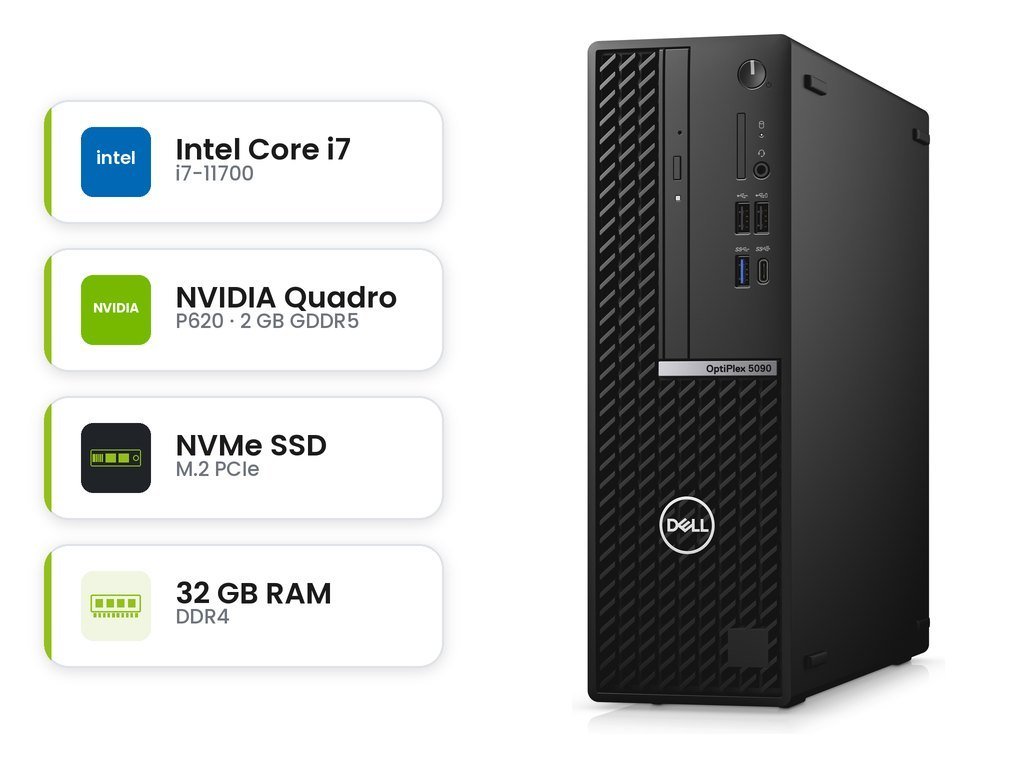 intel
Intel Core i7
i7-11700
NVIDIA
NVIDIA Quadro
P620 · 2 GB GDDR5
NVMe SSD
M.2 PCIe
32 GB RAM
DDR4
OptiPlex 5090
DELL